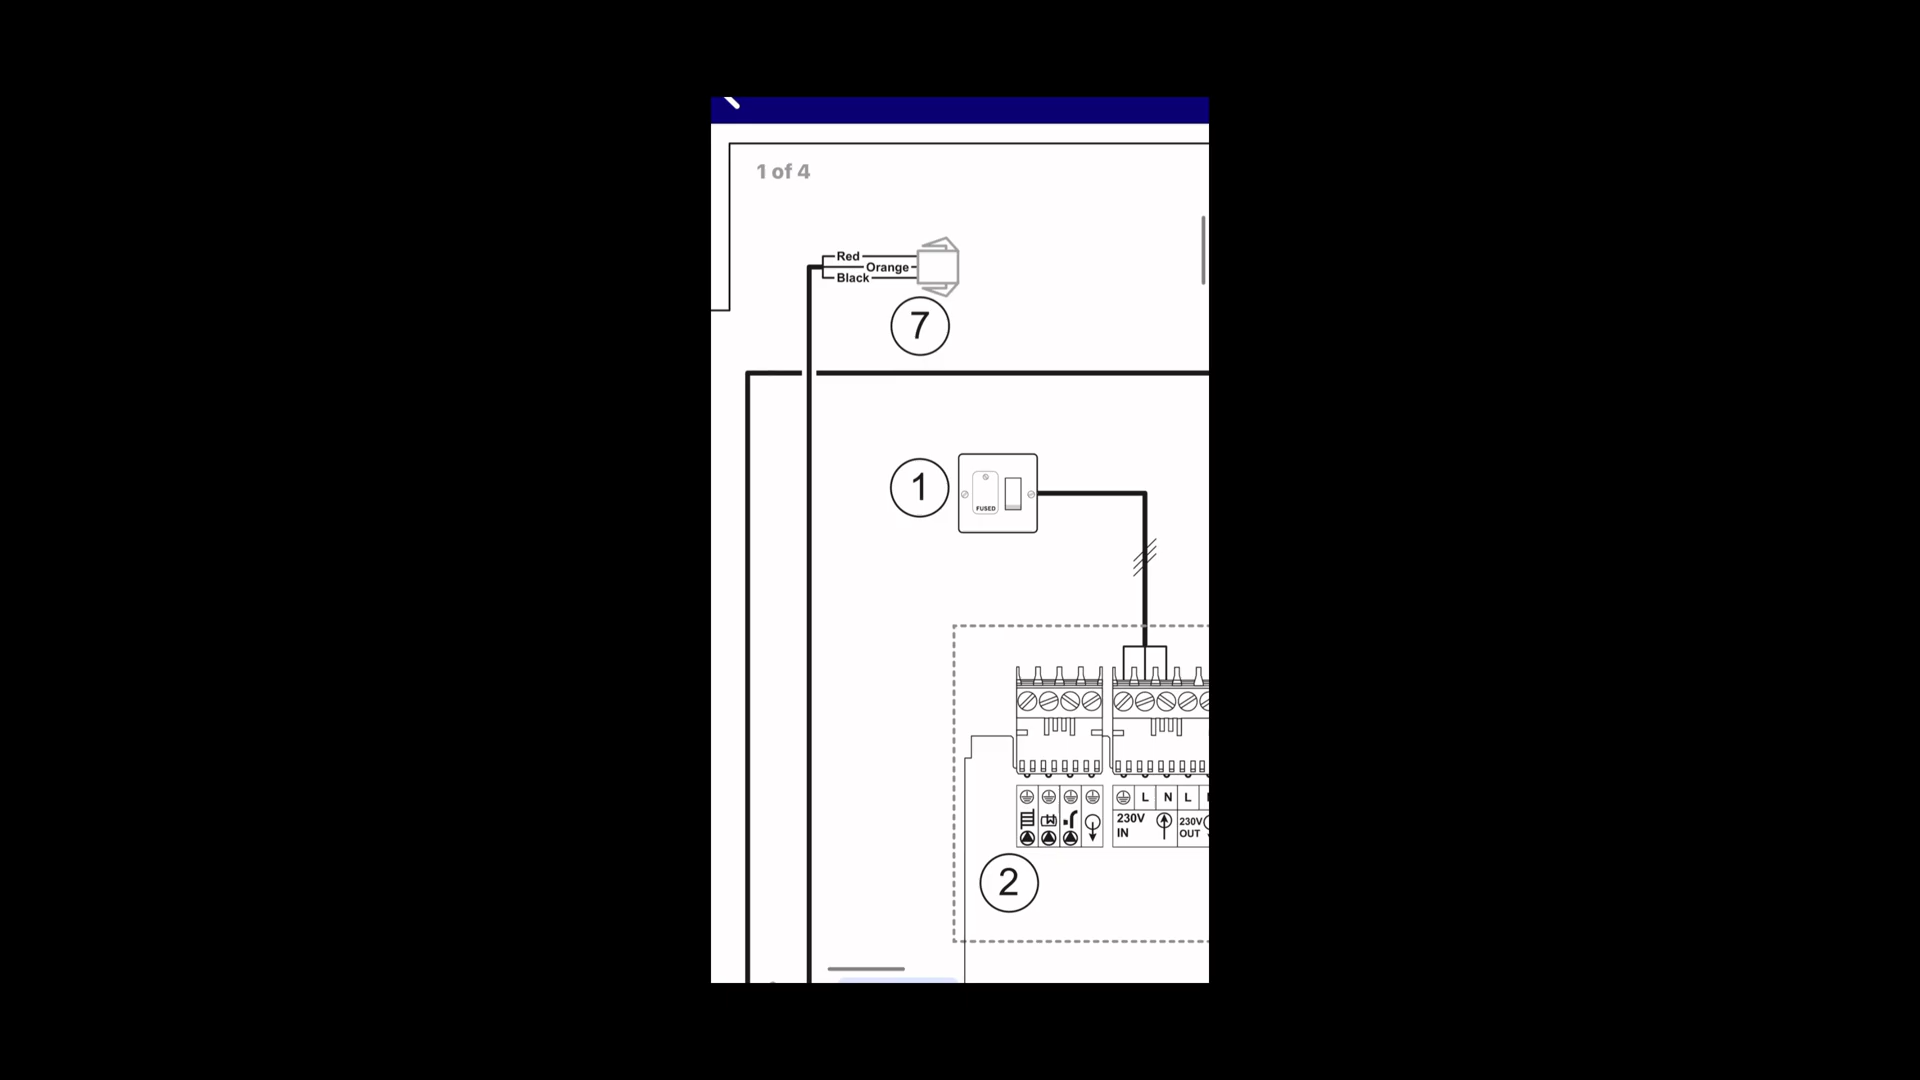 1 of 4
Red
Orange
Black
7
1
FUSED
2
L N L
230V IN
230V OUT